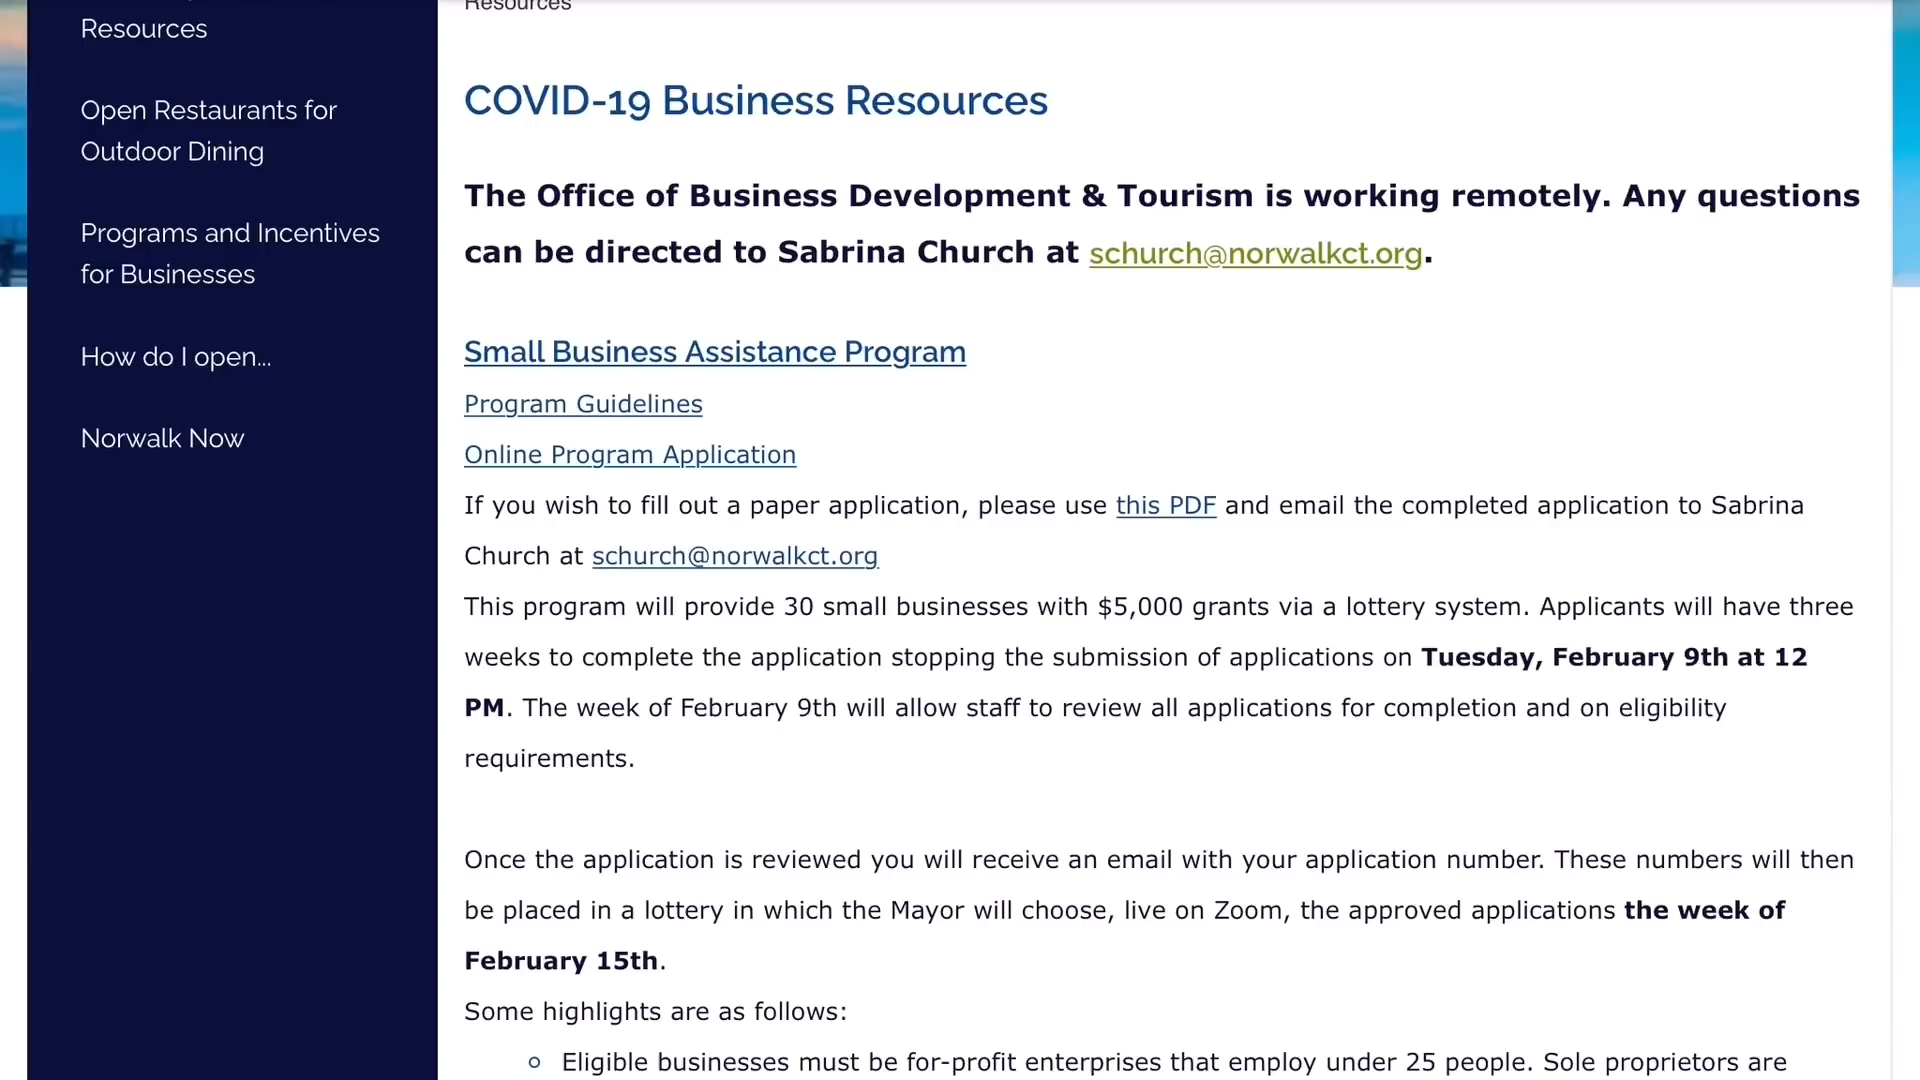 Resources
Resources
Open Restaurants for
Outdoor Dining
Programs and Incentives
for Businesses
How do I open...
Norwalk Now
COVID-19 Business Resources
The Office of Business Development & Tourism is working remotely. Any questions
can be directed to Sabrina Church at schurch@norwalkct.org.
Small Business Assistance Program
Program Guidelines
Online Program Application
If you wish to fill out a paper application, please use this PDF and email the completed application to Sabrina
Church at schurch@norwalkct.org
This program will provide 30 small businesses with $5,000 grants via a lottery system. Applicants will have three
weeks to complete the application stopping the submission of applications on Tuesday, February 9th at 12
PM. The week of February 9th will allow staff to review all applications for completion and on eligibility
requirements.
Once the application is reviewed you will receive an email with your application number. These numbers will then
be placed in a lottery in which the Mayor will choose, live on Zoom, the approved applications the week of
February 15th.
Some highlights are as follows:
Eligible businesses must be for-profit enterprises that employ under 25 people. Sole proprietors are